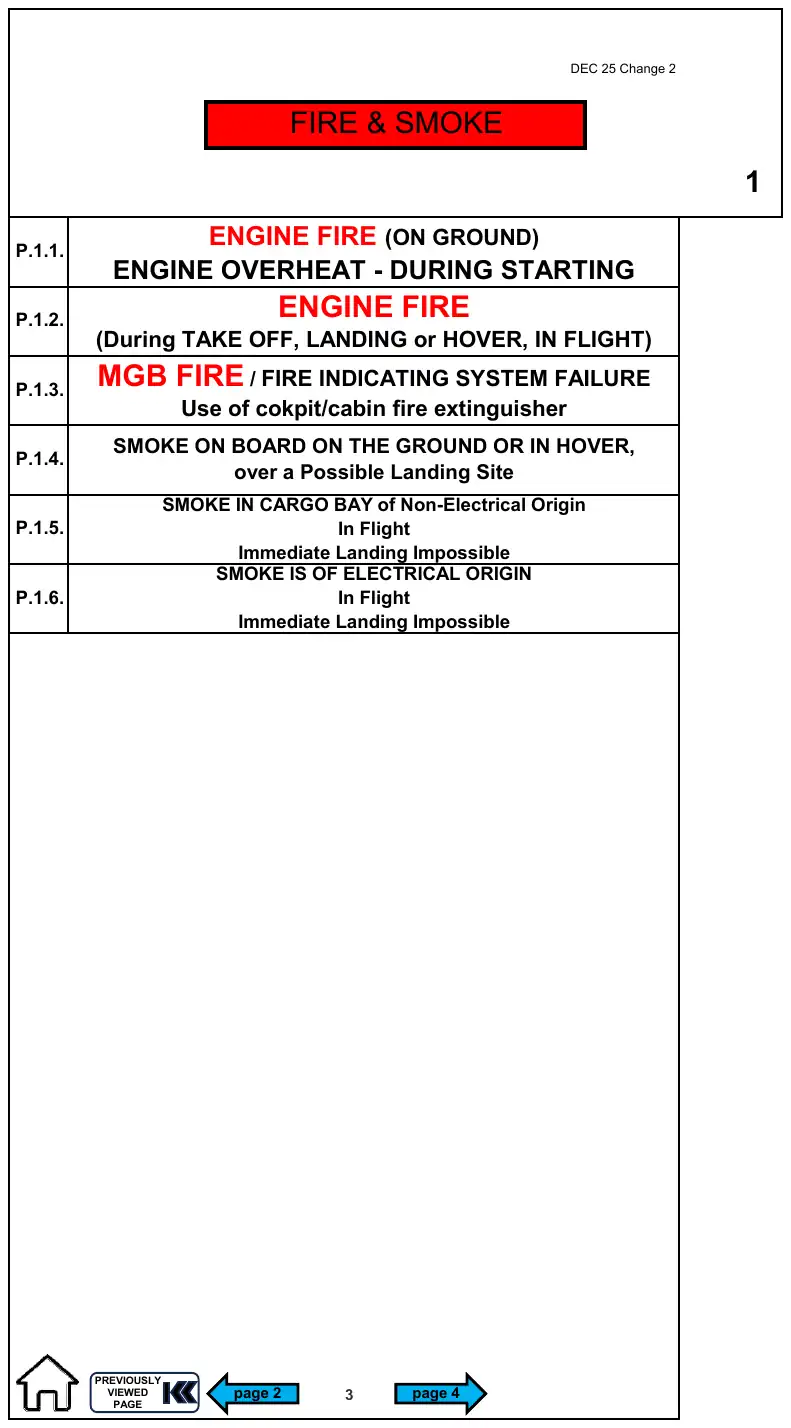 DEC 25 Change 2
FIRE & SMOKE
1
P.1.1.
ENGINE FIRE (ON GROUND)
ENGINE OVERHEAT - DURING STARTING
P.1.2.
ENGINE FIRE
(During TAKE OFF, LANDING or HOVER, IN FLIGHT)
P.1.3.
MGB FIRE / FIRE INDICATING SYSTEM FAILURE
Use of cokpit/cabin fire extinguisher
P.1.4.
SMOKE ON BOARD ON THE GROUND OR IN HOVER,
over a Possible Landing Site
P.1.5.
SMOKE IN CARGO BAY of Non-Electrical Origin
In Flight
Immediate Landing Impossible
P.1.6.
SMOKE IS OF ELECTRICAL ORIGIN
In Flight
Immediate Landing Impossible
PREVIOUSLY
VIEWED
PAGE
page 2
3
page 4